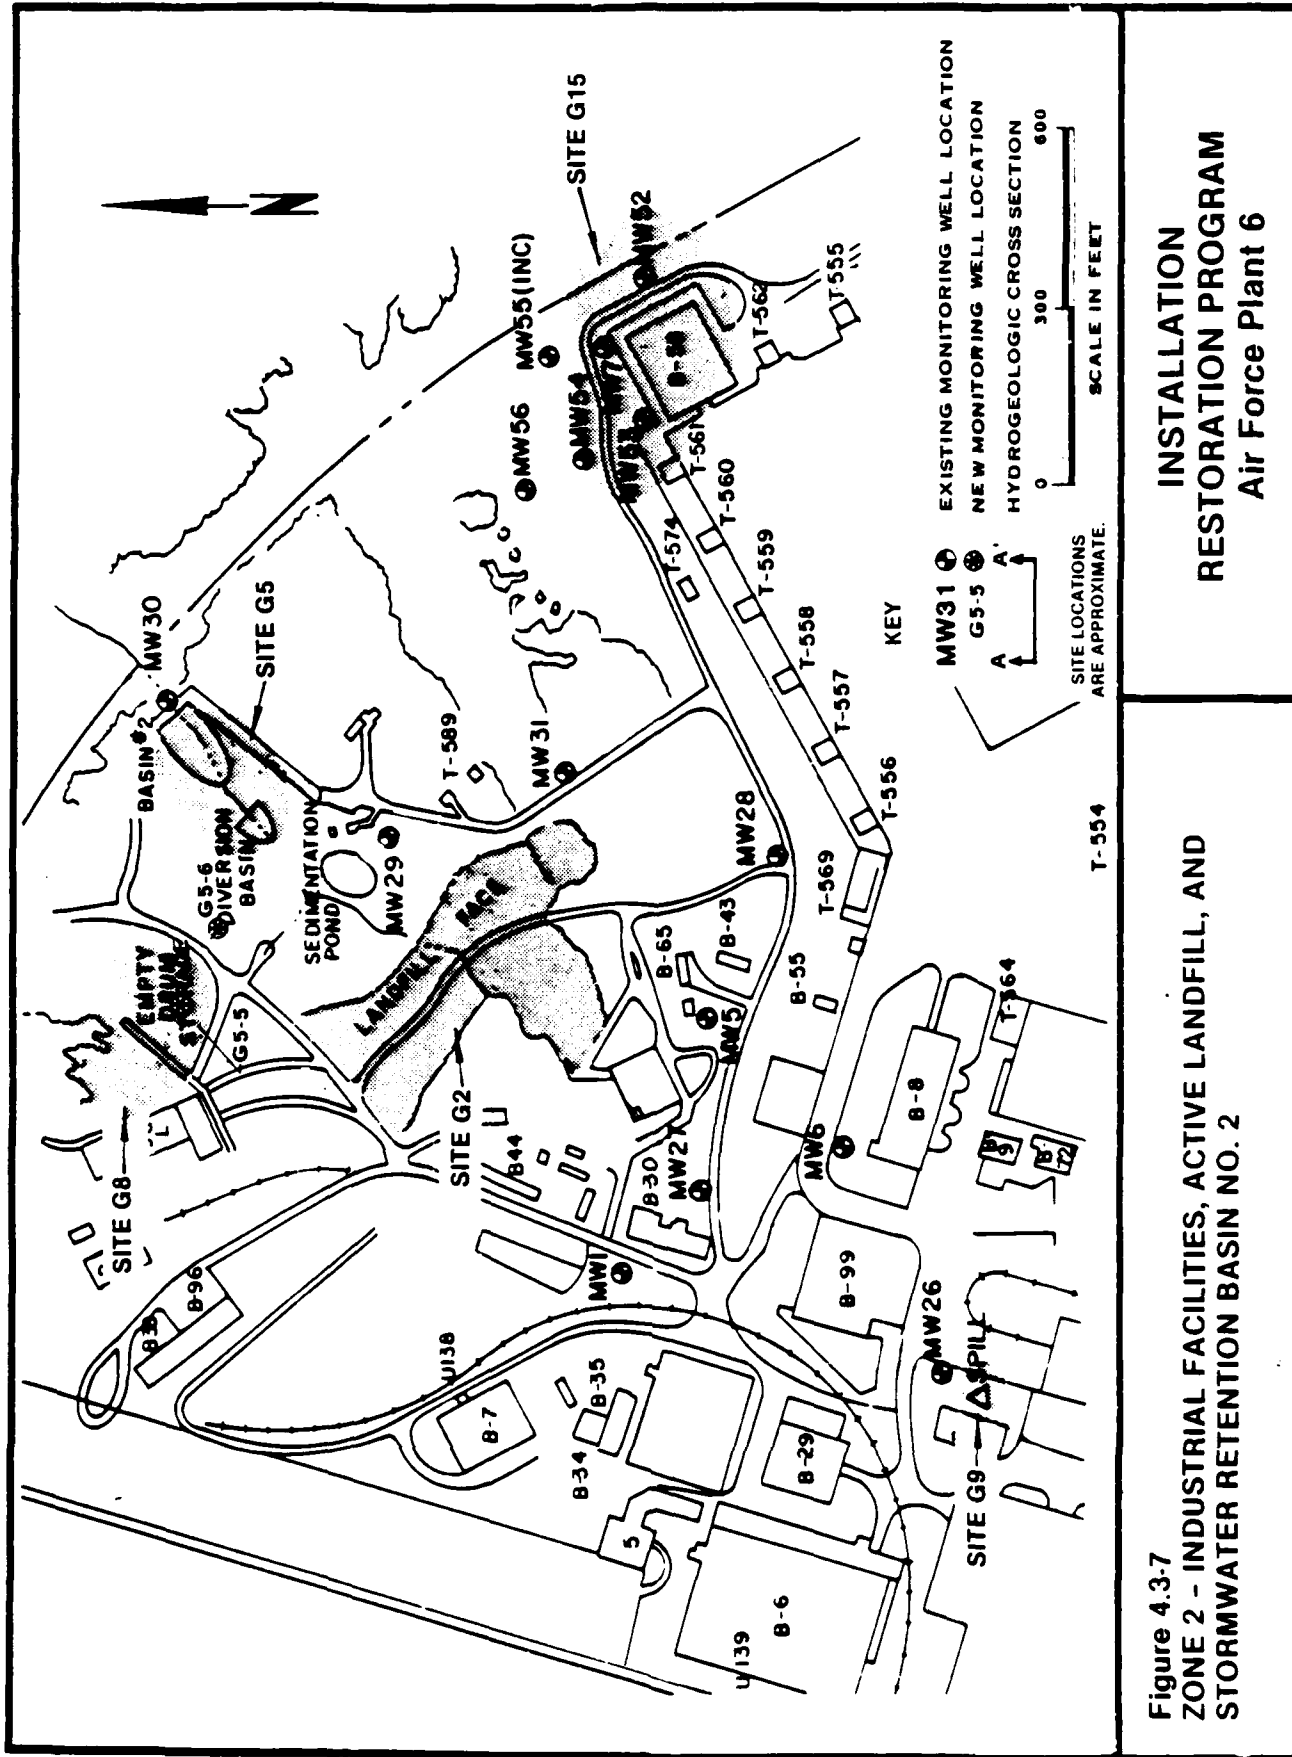 SITE G8
EMPTY
DRUM
STORAGE
G5-5
G5-6
DIVERSION
BASIN
BASIN #2
MW30
SITE G5
SEDIMENTATION
POND
MW29
T-589
MW31
LANDFILL FACE
SITE G2
B44
B-96
U138
B-7
B-35
B-34
MW1
B-30
MW27
B-65
B-43
MW5
MW28
MW56
MW55(INC)
SITE G15
MW54
MW53
MW7
MW52
T-574
T-561
T-562
T-555
T-560
T-559
T-558
T-557
T-556
T-569
B-55
MW6
B-8
T-564
B-99
B-29
5
B-6
U139
MW26
SPILL
SITE G9
B-9
B-72
T-554
KEY
MW31 EXISTING MONITORING WELL LOCATION
G5-5 NEW MONITORING WELL LOCATION
A A' HYDROGEOLOGIC CROSS SECTION
SITE LOCATIONS
ARE APPROXIMATE.
0 300 600
SCALE IN FEET
N
Figure 4.3-7
ZONE 2 - INDUSTRIAL FACILITIES, ACTIVE LANDFILL, AND
STORMWATER RETENTION BASIN NO. 2
INSTALLATION
RESTORATION PROGRAM
Air Force Plant 6